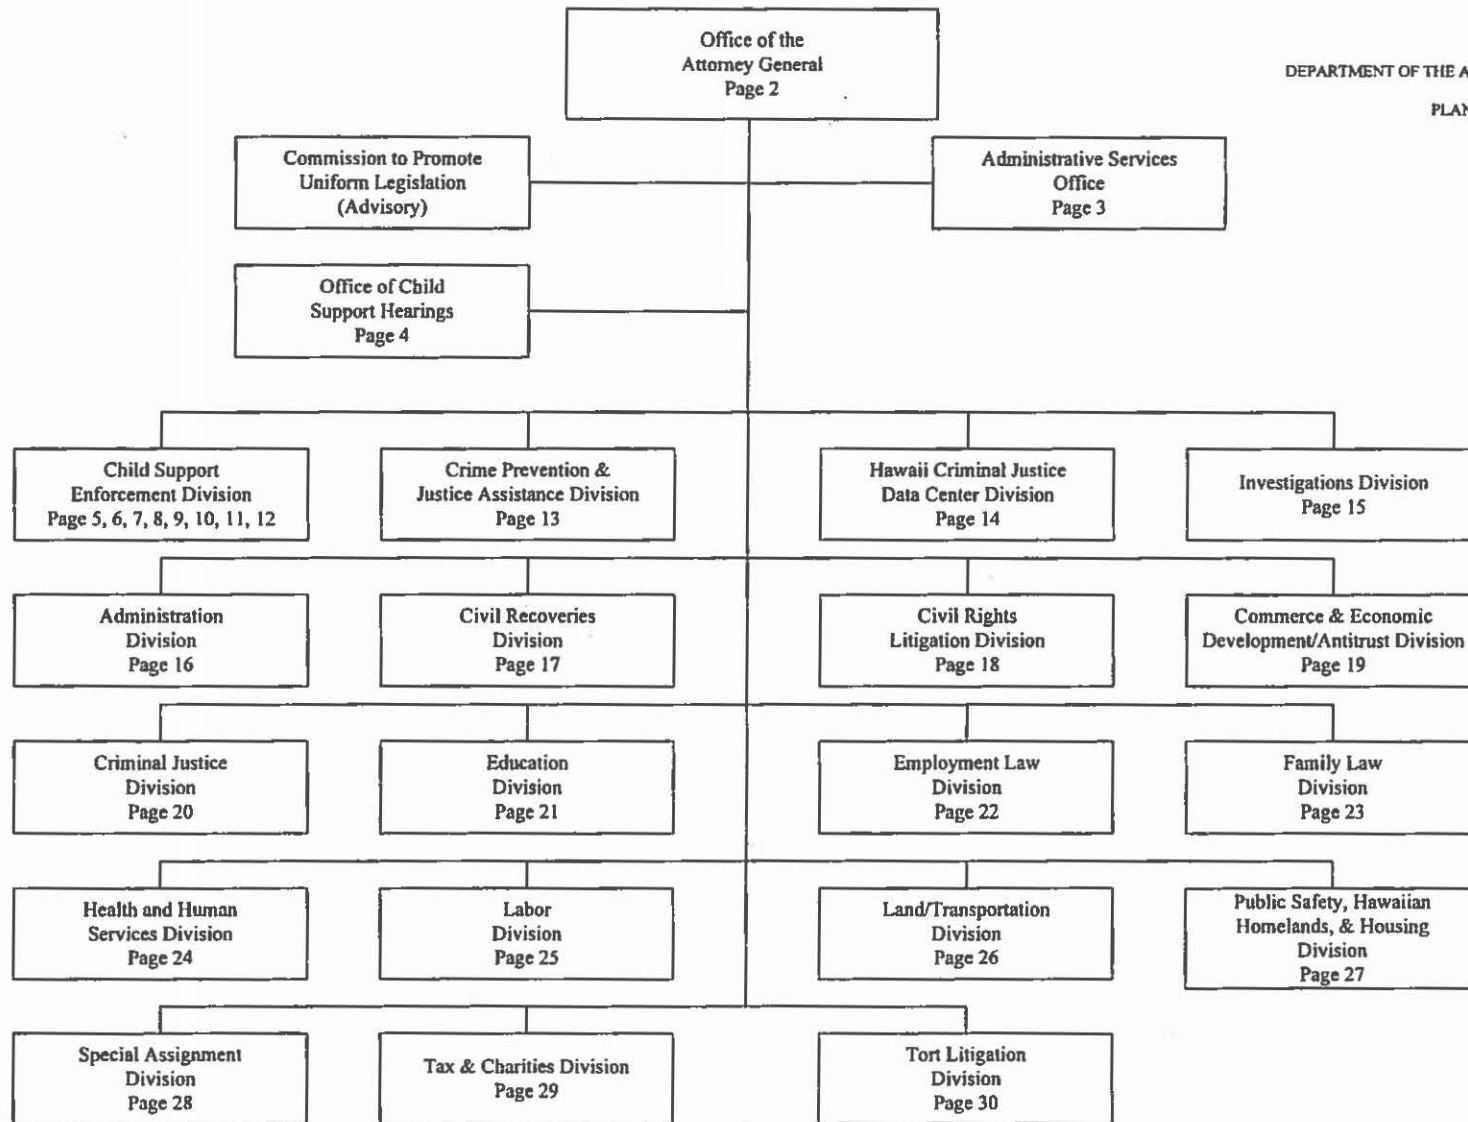 Office of the
Attorney General
Page 2
DEPARTMENT OF THE A
PLAN
Commission to Promote
Uniform Legislation
(Advisory)
Administrative Services
Office
Page 3
Office of Child
Support Hearings
Page 4
Child Support
Enforcement Division
Page 5, 6, 7, 8, 9, 10, 11, 12
Crime Prevention &
Justice Assistance Division
Page 13
Hawaii Criminal Justice
Data Center Division
Page 14
Investigations Division
Page 15
Administration
Division
Page 16
Civil Recoveries
Division
Page 17
Civil Rights
Litigation Division
Page 18
Commerce & Economic
Development/Antitrust Division
Page 19
Criminal Justice
Division
Page 20
Education
Division
Page 21
Employment Law
Division
Page 22
Family Law
Division
Page 23
Health and Human
Services Division
Page 24
Labor
Division
Page 25
Land/Transportation
Division
Page 26
Public Safety, Hawaiian
Homelands, & Housing
Division
Page 27
Special Assignment
Division
Page 28
Tax & Charities Division
Page 29
Tort Litigation
Division
Page 30